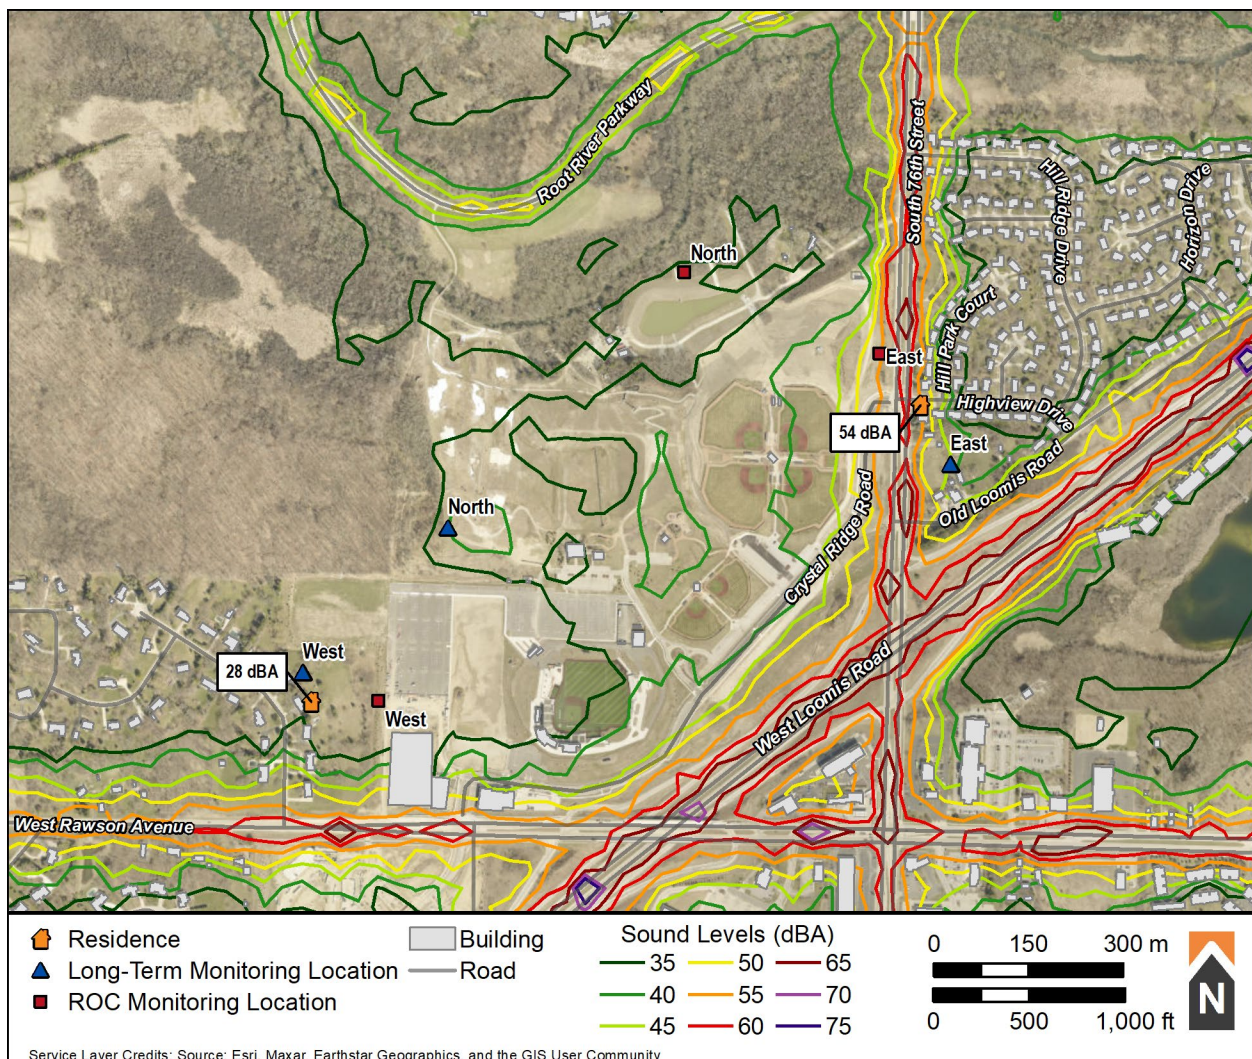 Root River Parkway
South 76th Street
Hill Ridge Drive
Horizon Drive
North
East
Hill Park Court
Highview Drive
54 dBA
East
Old Loomis Road
North
Crystal Ridge Road
West
28 dBA
West
West Loomis Road
West Rawson Avenue
Residence
Long-Term Monitoring Location
ROC Monitoring Location
Building
Road
Sound Levels (dBA)
35 50 65
40 55 70
45 60 75
0 150 300 m
0 500 1,000 ft
N
Service Layer Credits: Source: Esri, Maxar, Earthstar Geographics, and the GIS User Community